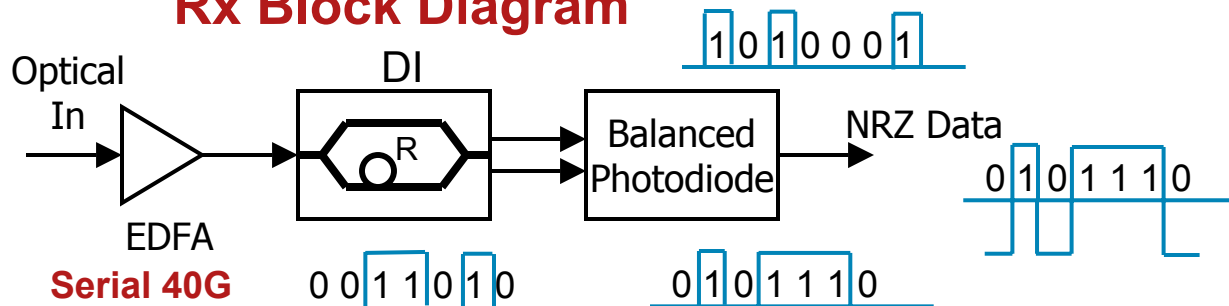 Rx Block Diagram
1 0 1 0 0 0 1
Optical
In
DI
R
Balanced
Photodiode
NRZ Data
0 1 0 1 1 1 0
EDFA
Serial 40G
0 0 1 1 0 1 0
0 1 0 1 1 1 0